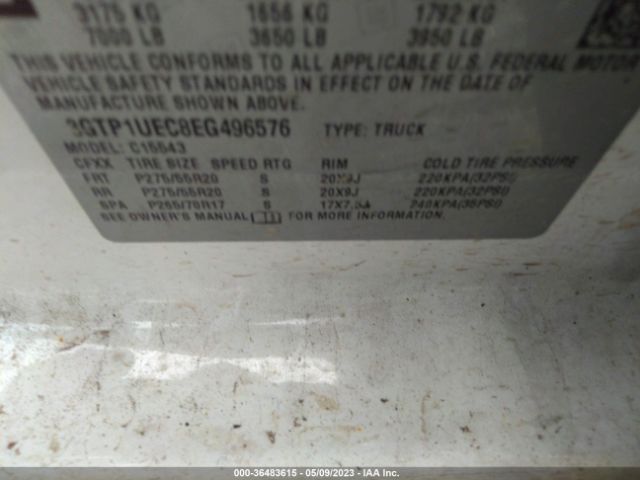 3175 KG 1656 KG 1792 KG
7000 LB 3650 LB 3950 LB
THIS VEHICLE CONFORMS TO ALL APPLICABLE U.S. FEDERAL MOTOR
VEHICLE SAFETY STANDARDS IN EFFECT ON THE DATE OF
MANUFACTURE SHOWN ABOVE.
3GTP1UEC8EG496576 TYPE: TRUCK
MODEL: C15543
CFXX TIRE SIZE SPEED RTG RIM COLD TIRE PRESSURE
FRT P275/55R20 S 20X9J 220KPA(32PSI)
RR P275/55R20 S 20X9J 220KPA(32PSI)
SPA P265/70R17 S 17X7.5J 240KPA(35PSI)
SEE OWNER'S MANUAL FOR MORE INFORMATION.
000-36483615 - 05/09/2023 - IAA Inc.